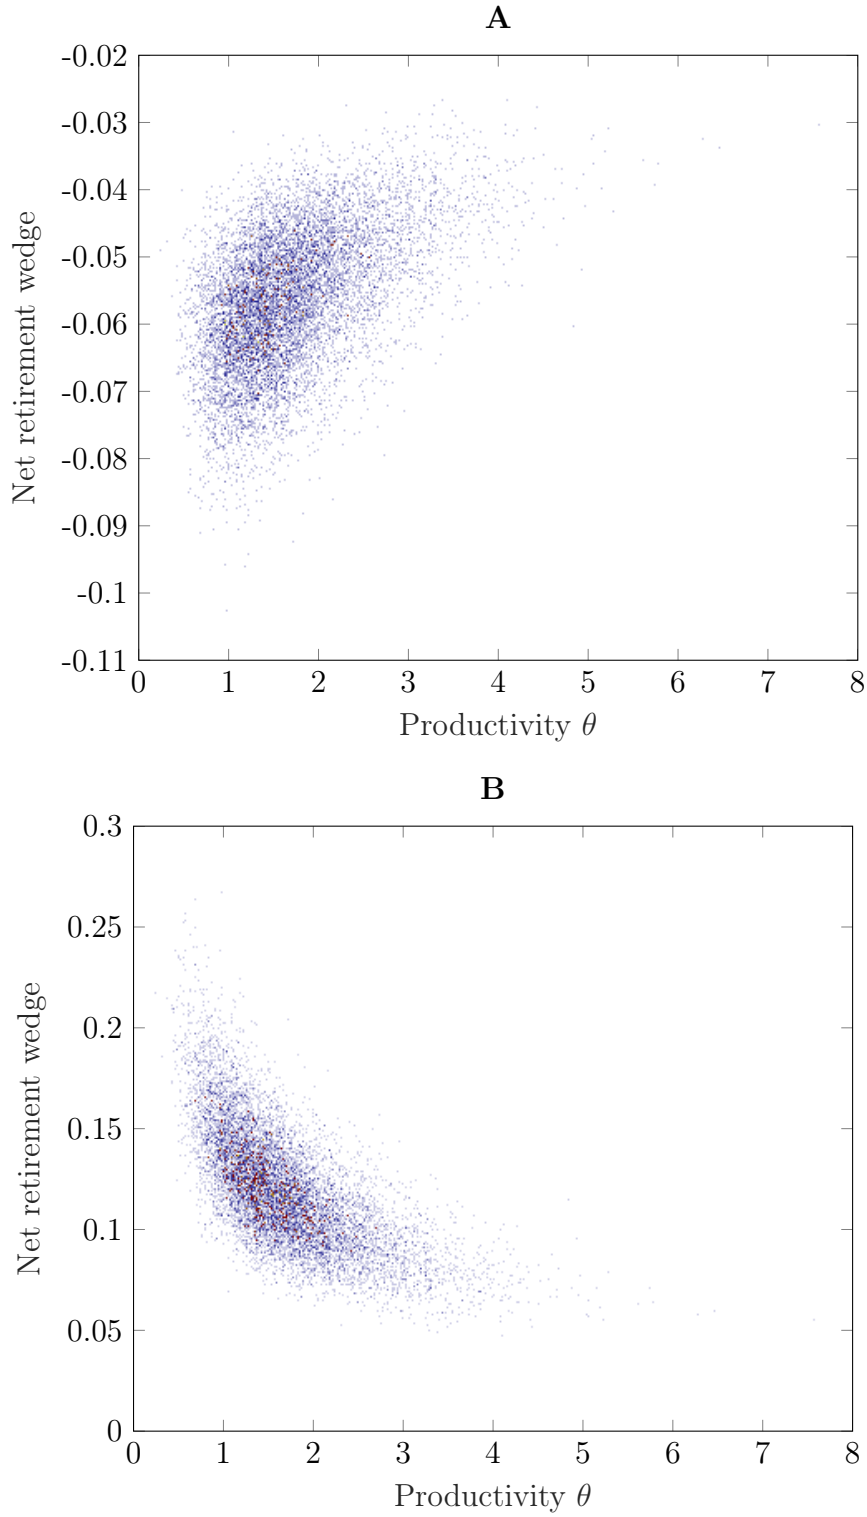 A
-0.02
-0.03
-0.04
-0.05
-0.06
-0.07
-0.08
-0.09
-0.1
-0.11
Net retirement wedge
0 1 2 3 4 5 6 7 8
Productivity θ
B
0.3
0.25
0.2
0.15
0.1
0.05
0
Net retirement wedge
0 1 2 3 4 5 6 7 8
Productivity θ